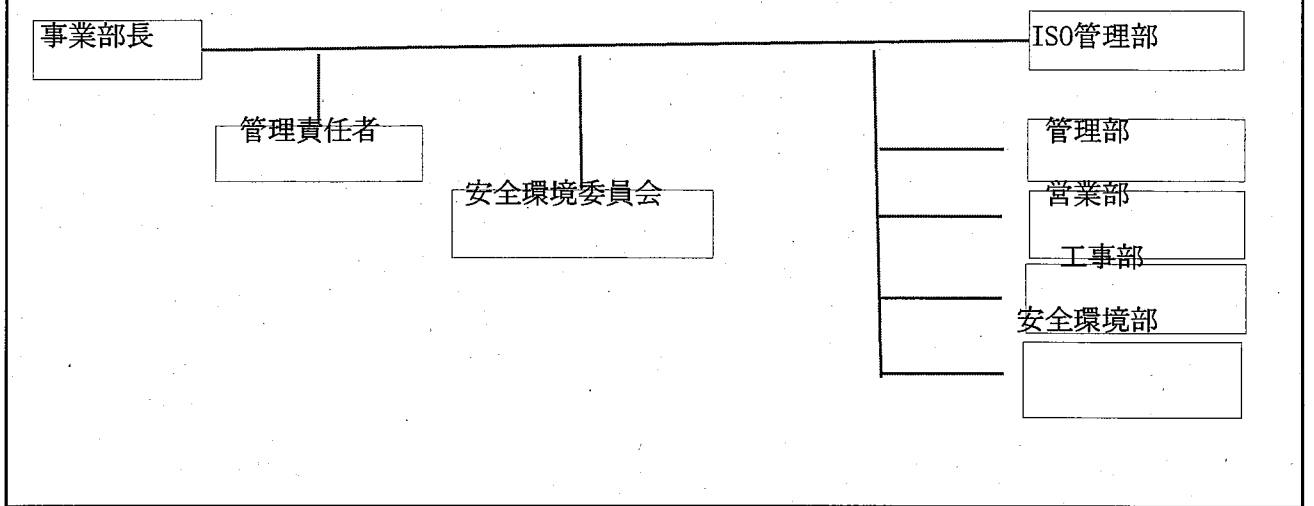 事業部長
ISO管理部
管理責任者
管理部
安全環境委員会
営業部
工事部
安全環境部